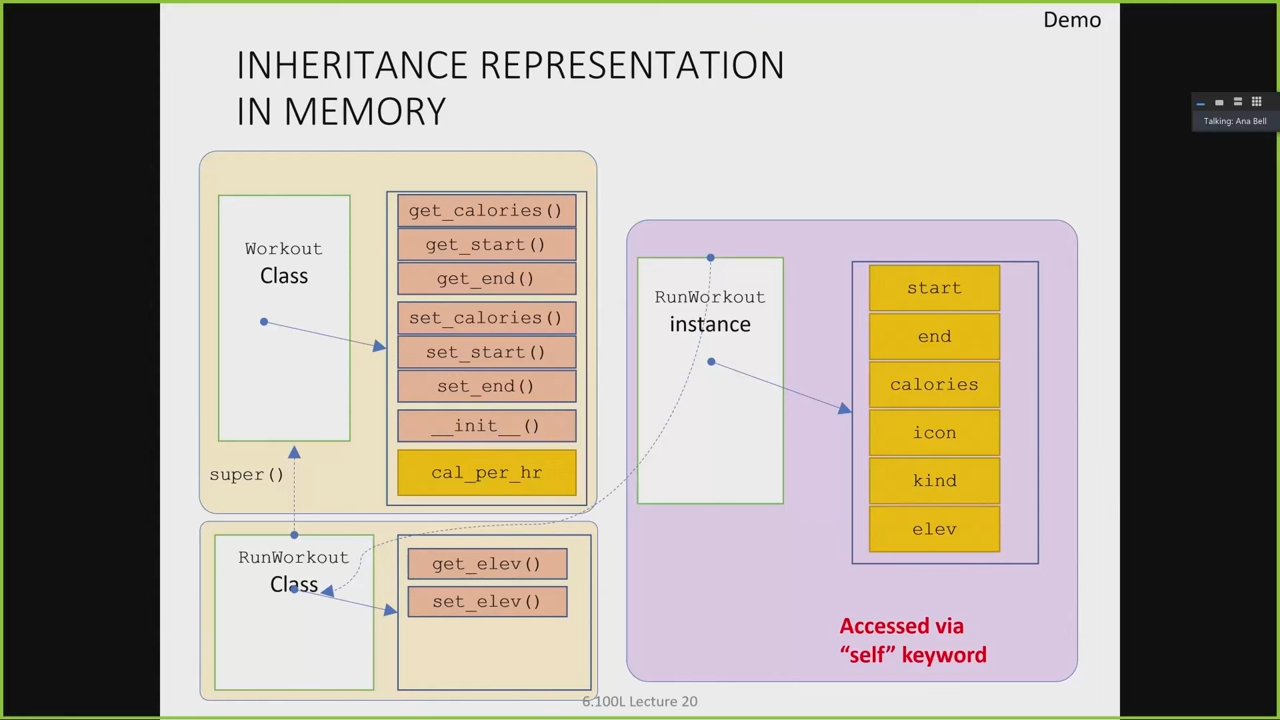 Demo
INHERITANCE REPRESENTATION
IN MEMORY
Talking: Ana Bell
Workout
Class
get_calories()
get_start()
get_end()
set_calories()
set_start()
set_end()
__init__()
cal_per_hr
super()
RunWorkout
Class
get_elev()
set_elev()
RunWorkout
instance
start
end
calories
icon
kind
elev
Accessed via
“self” keyword
6.100L Lecture 20